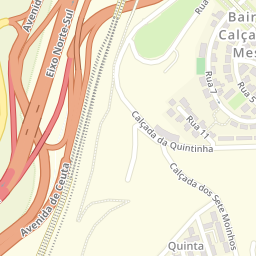 Avenida
Eixo Norte-Sul
Bair
Calça
Mes
Rua 7
Rua 5
Rua 11
Calçada da Quintinha
Calçada dos Sete Moinhos
Avenida de Ceuta
Quinta